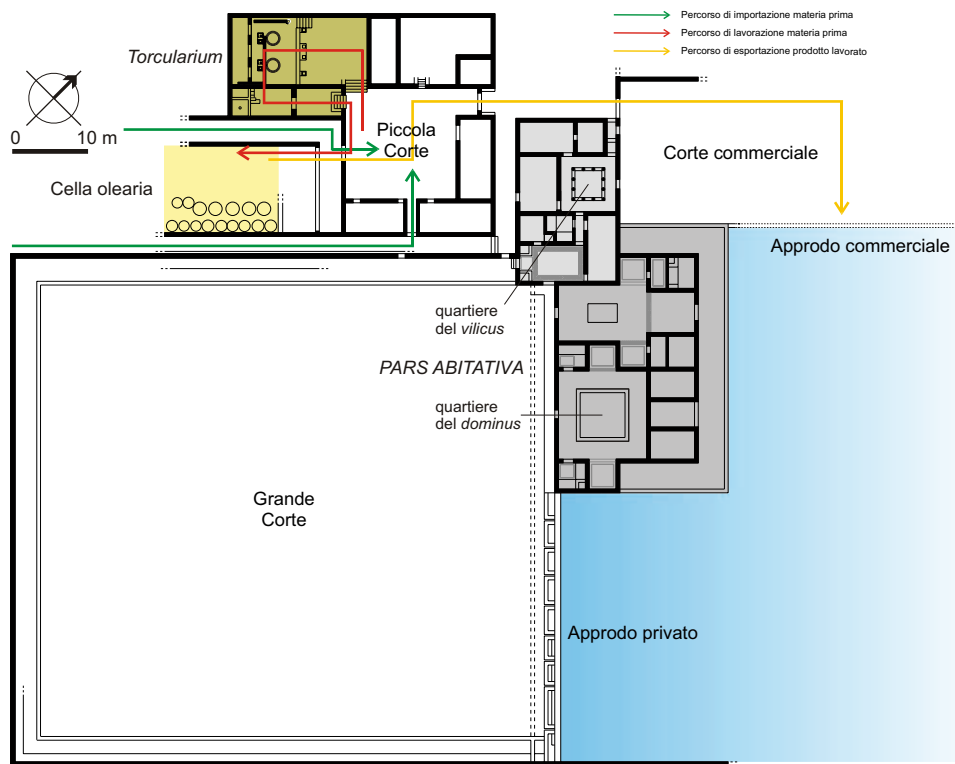 Percorso di importazione materia prima
Percorso di lavorazione materia prima
Percorso di esportazione prodotto lavorato
Torcularium
0 10 m
Piccola
Corte
Corte commerciale
Cella olearia
Approdo commerciale
quartiere
del vilicus
PARS ABITATIVA
quartiere
del dominus
Grande
Corte
Approdo privato